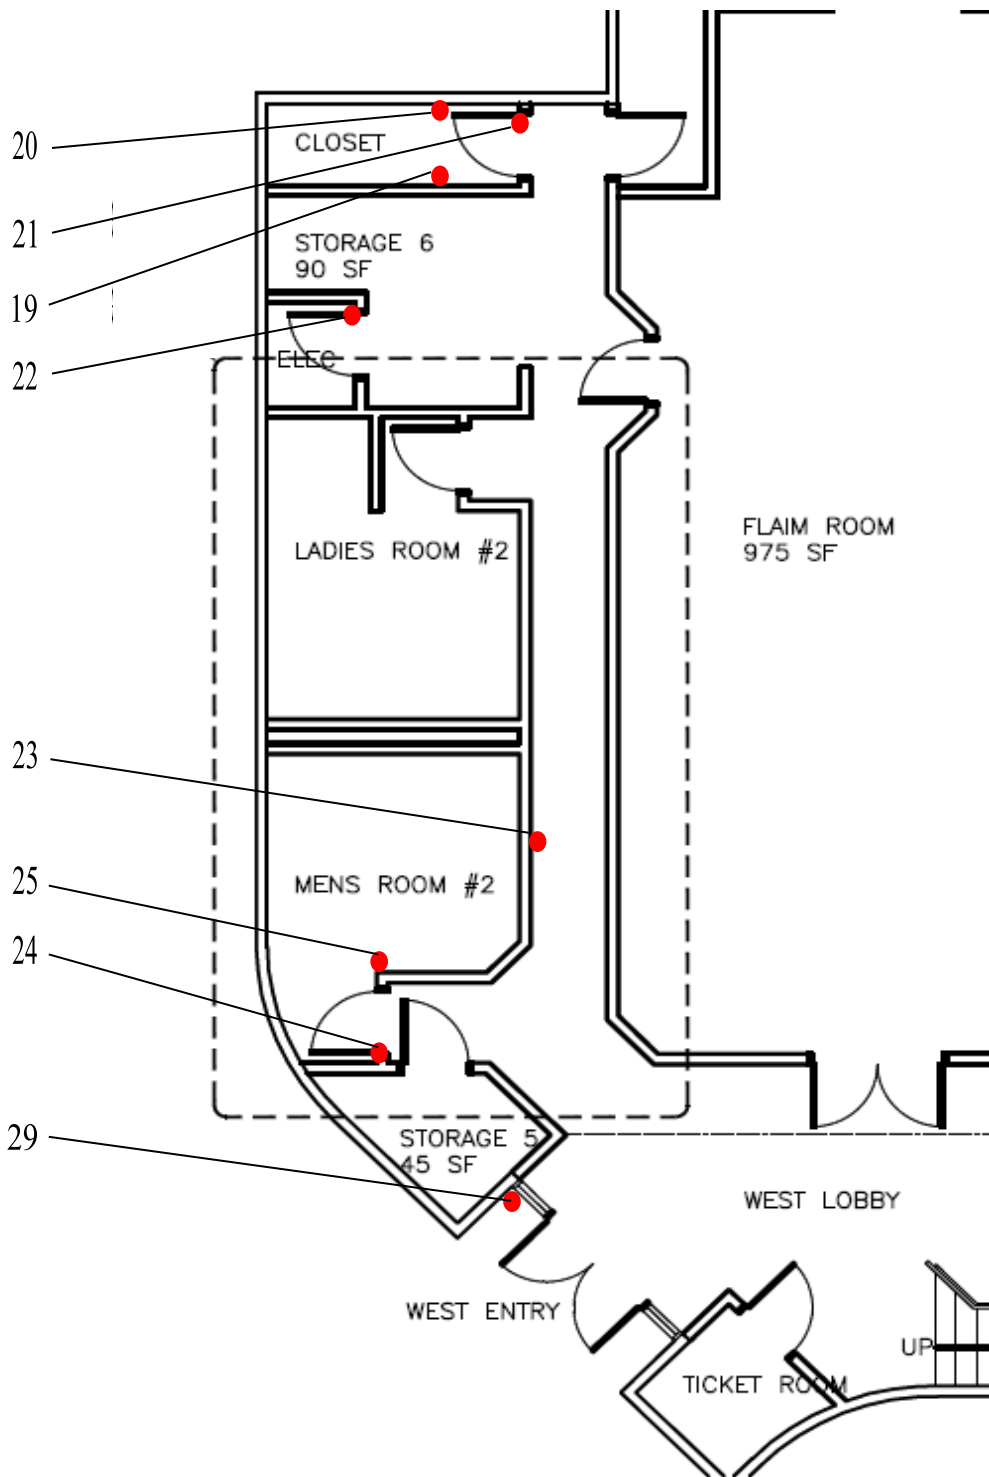 20
CLOSET
21
STORAGE 6
90 SF
19
ELEC
22
FLAIM ROOM
975 SF
LADIES ROOM #2
23
25
MENS ROOM #2
24
29
STORAGE 5
45 SF
WEST LOBBY
WEST ENTRY
UP
TICKET ROOM